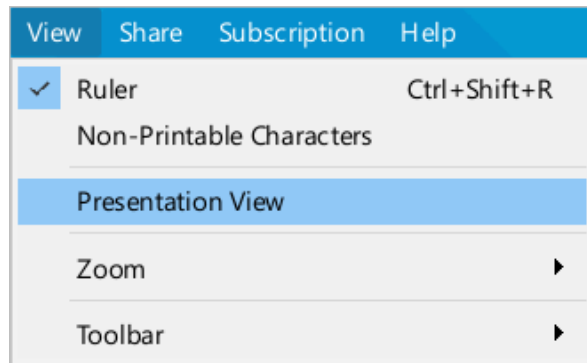 View Share Subscription Help
Ruler Ctrl+Shift+R
Non-Printable Characters
Presentation View
Zoom
Toolbar